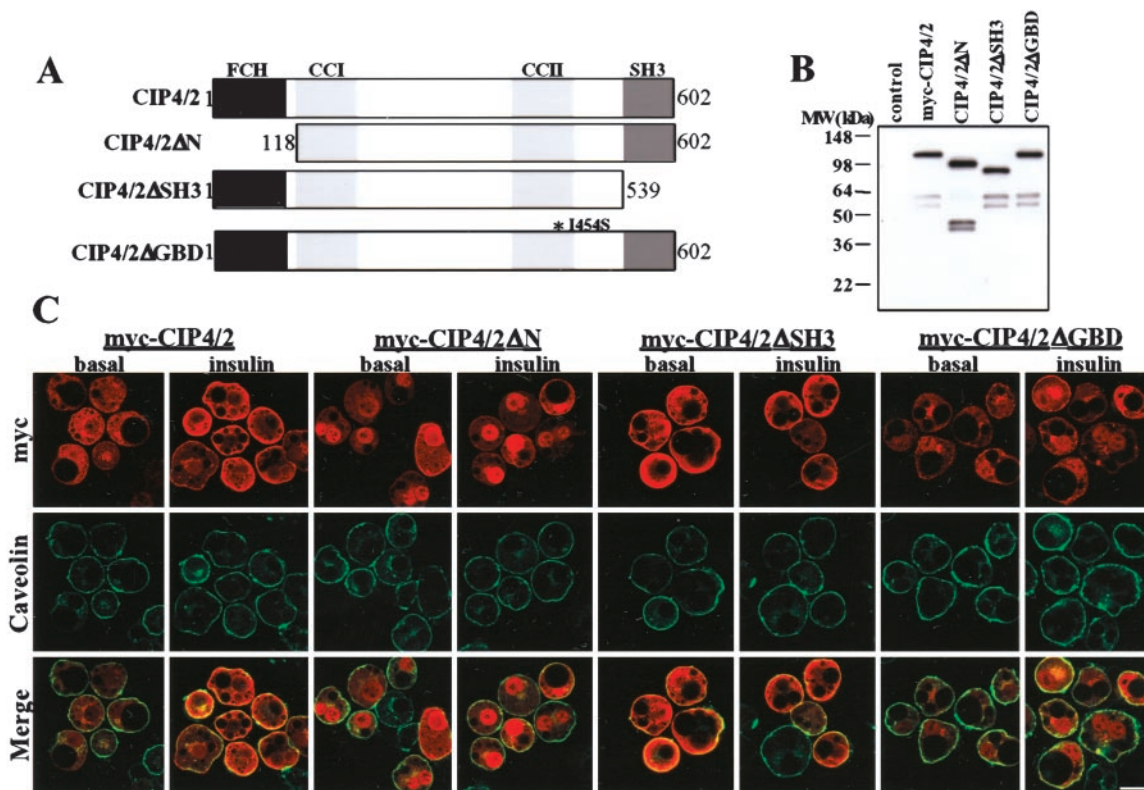 A
FCH CCI CCII SH3
CIP4/2 1 602
CIP4/2ΔN 118 602
CIP4/2ΔSH3 1 539
* I454S
CIP4/2ΔGBD 1 602
B
control
myc-CIP4/2
CIP4/2ΔN
CIP4/2ΔSH3
CIP4/2ΔGBD
MW(kDa)
148
98
64
50
36
22
C
myc-CIP4/2 myc-CIP4/2ΔN myc-CIP4/2ΔSH3 myc-CIP4/2ΔGBD
basal insulin basal insulin basal insulin basal insulin
myc
Caveolin
Merge